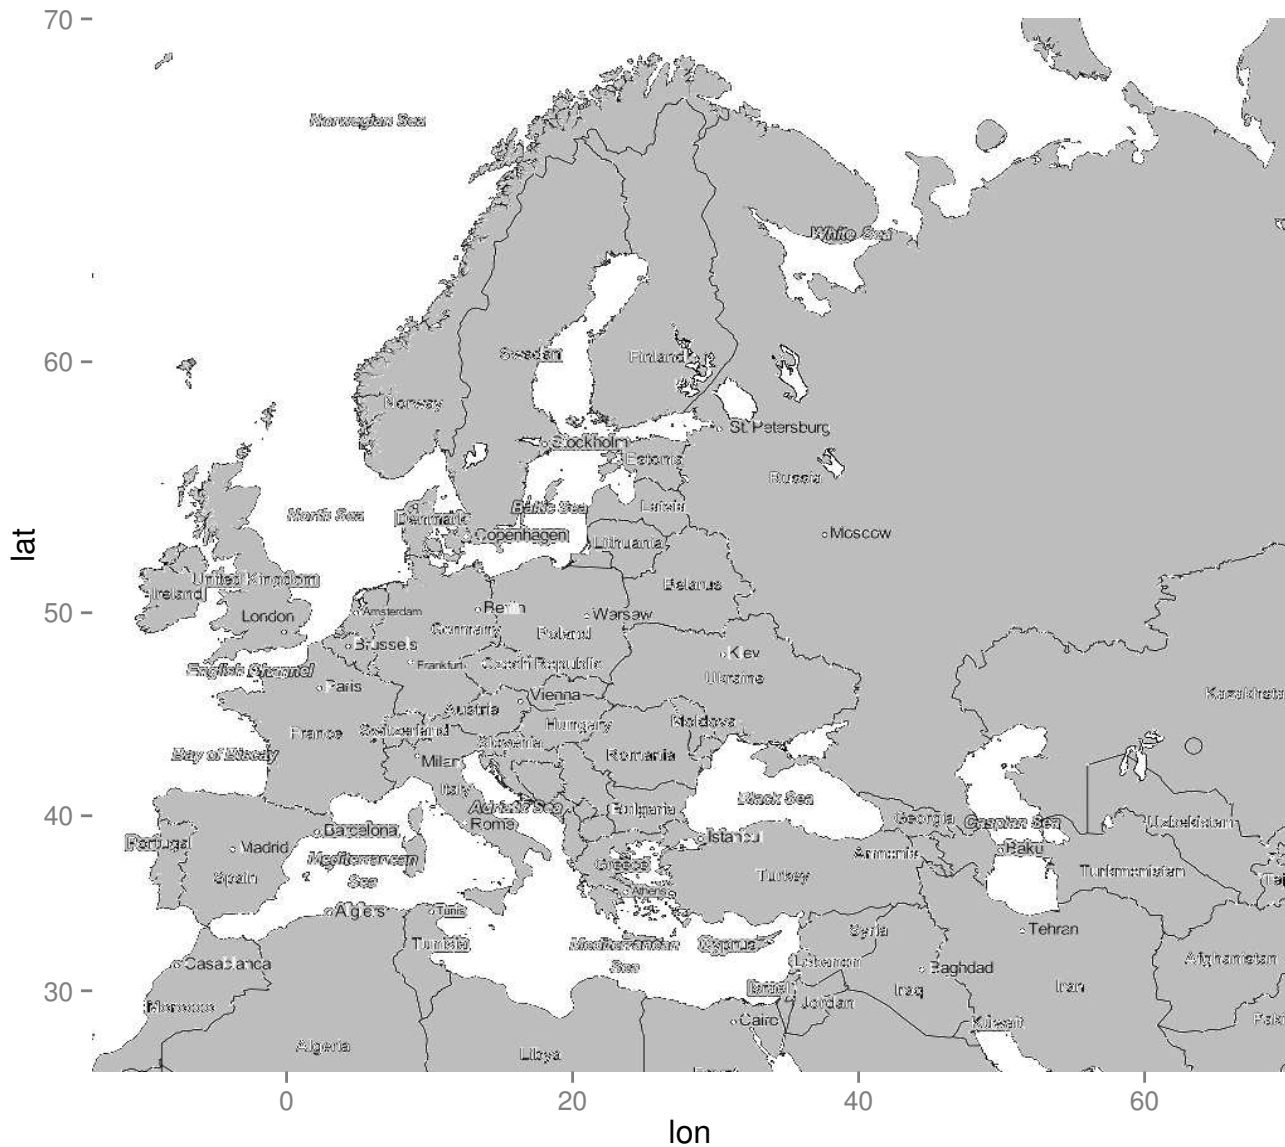 70
Norwegian Sea
White Sea
60
Sweden
Finland
Norway
St. Petersburg
Stockholm
Estonia
Russia
Baltic Sea
Latvia
North Sea
Denmark
Moscow
lat
Copenhagen
Lithuania
United Kingdom
Belarus
Ireland
50
Amsterdam
Berlin
Warsaw
London
Germany
Poland
Brussels
Kiev
English Channel
Frankfurt
Czech Republic
Ukraine
Paris
Vienna
Kazakhsta
Austria
France
Switzerland
Hungary
Moldova
Slovenia
Bay of Biscay
Milan
Romania
Italy
Black Sea
Adriatic Sea
Bulgaria
40
Georgia
Caspian Sea
Uzbekistan
Barcelona
Rome
Istanbul
Portugal
Madrid
Baku
Mediterranean
Sea
Greece
Armenia
Turkmenistan
Taj
Spain
Turkey
Athens
Algiers
Tunis
Syria
Tehran
Tunisia
Mediterranean
Sea
Cyprus
Afghanistan
Casablanca
Lebanon
Baghdad
30
Israel
Iraq
Iran
Morocco
Jordan
Cairo
Kuwait
Paki
Algeria
Libya
Egypt
0
20
40
60
lon